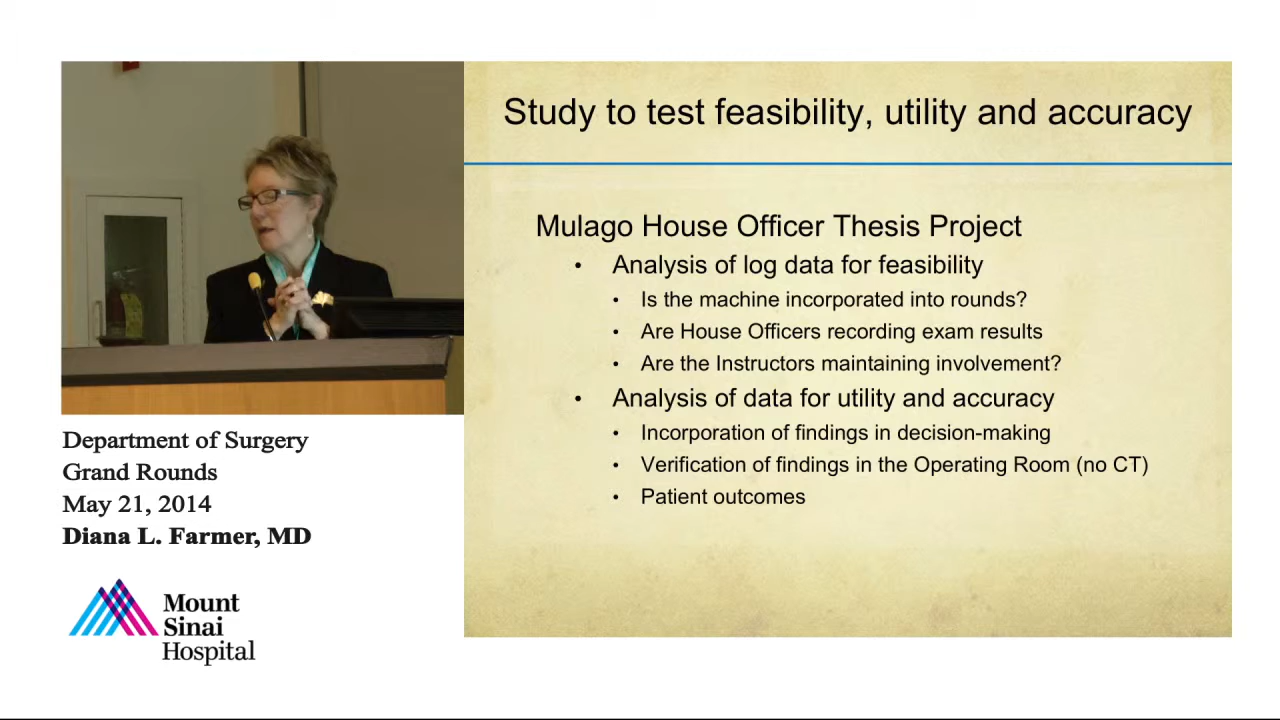 Study to test feasibility, utility and accuracy
Mulago House Officer Thesis Project
• Analysis of log data for feasibility
• Is the machine incorporated into rounds?
• Are House Officers recording exam results
• Are the Instructors maintaining involvement?
• Analysis of data for utility and accuracy
• Incorporation of findings in decision-making
• Verification of findings in the Operating Room (no CT)
• Patient outcomes
Department of Surgery
Grand Rounds
May 21, 2014
Diana L. Farmer, MD
Mount
Sinai
Hospital